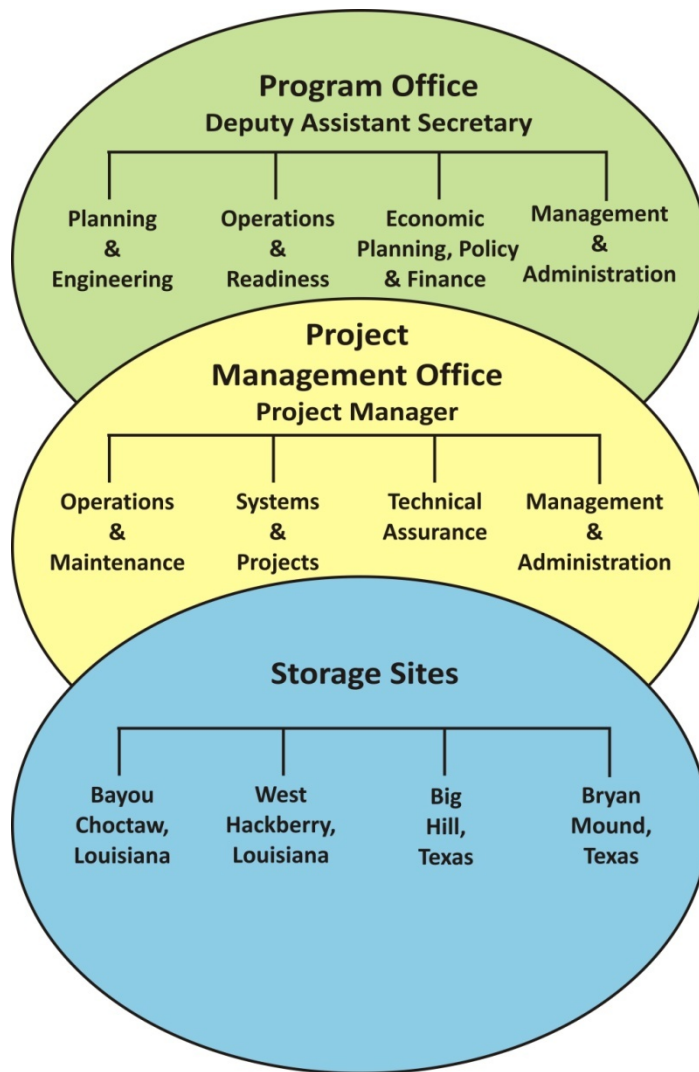 Program Office
Deputy Assistant Secretary
Planning
&
Engineering
Operations
&
Readiness
Economic
Planning, Policy
& Finance
Management
&
Administration
Project
Management Office
Project Manager
Operations
&
Maintenance
Systems
&
Projects
Technical
Assurance
Management
&
Administration
Storage Sites
Bayou
Choctaw,
Louisiana
West
Hackberry,
Louisiana
Big
Hill,
Texas
Bryan
Mound,
Texas